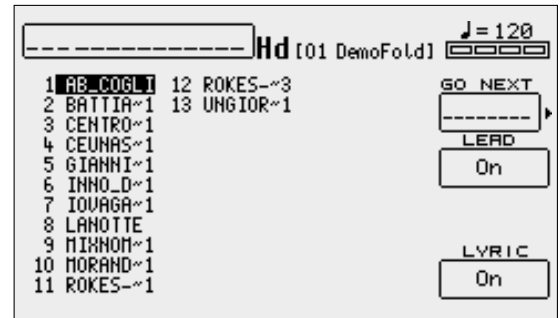 --- -------------- Hd [01 DemoFold] ♩= 120
1 AB_COGLI 12 ROKES-~3
2 BATTIA~1 13 UNGIOR~1
3 CENTRO~1
4 CEUNAS~1
5 GIANNI~1
6 INNO_D~1
7 IOVAGA~1
8 LANOTTE
9 MIXNOM~1
10 MORAND~1
11 ROKES-~1
GO NEXT
--------
LEAD
On
LYRIC
On